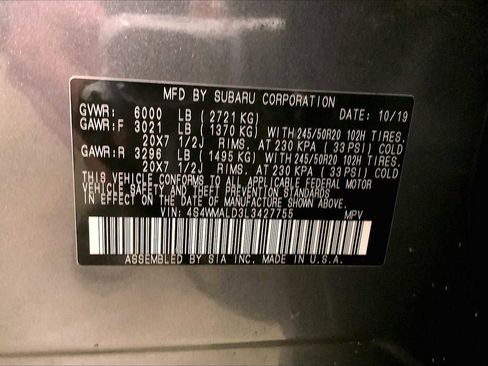 MFD BY SUBARU CORPORATION DATE: 10/19
GVWR: 6000 LB (2721 KG)
GAWR:F 3021 LB (1370 KG) WITH 245/50R20 102H TIRES.
20X7 1/2J RIMS. AT 230 KPA (33 PSI) COLD
GAWR:R 3296 LB (1495 KG) WITH 245/50R20 102H TIRES.
20X7 1/2J RIMS. AT 230 KPA (33 PSI) COLD
THIS VEHICLE CONFORMS TO ALL APPLICABLE FEDERAL MOTOR
VEHICLE SAFETY AND THEFT PREVENTION STANDARDS
IN EFFECT ON THE DATE OF MANUFACTURE SHOWN ABOVE.
VIN: 4S4WMALD3L3427755 MPV
ASSEMBLED BY SIA INC. MADE IN U.S.A.